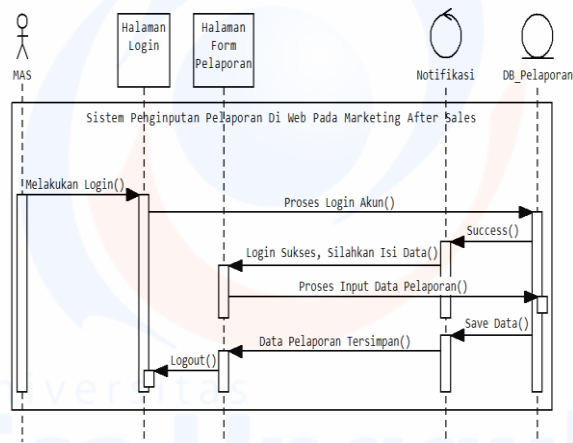 Halaman
Login
Halaman
Form
Pelaporan
MAS
Notifikasi
DB_Pelaporan
Sistem Penginputan Pelaporan Di Web Pada Marketing After Sales
Melakukan Login()
Proses Login Akun()
Success()
Login Sukses, Silahkan Isi Data()
Proses Input Data Pelaporan()
Save Data()
Data Pelaporan Tersimpan()
Logout()
niversitas